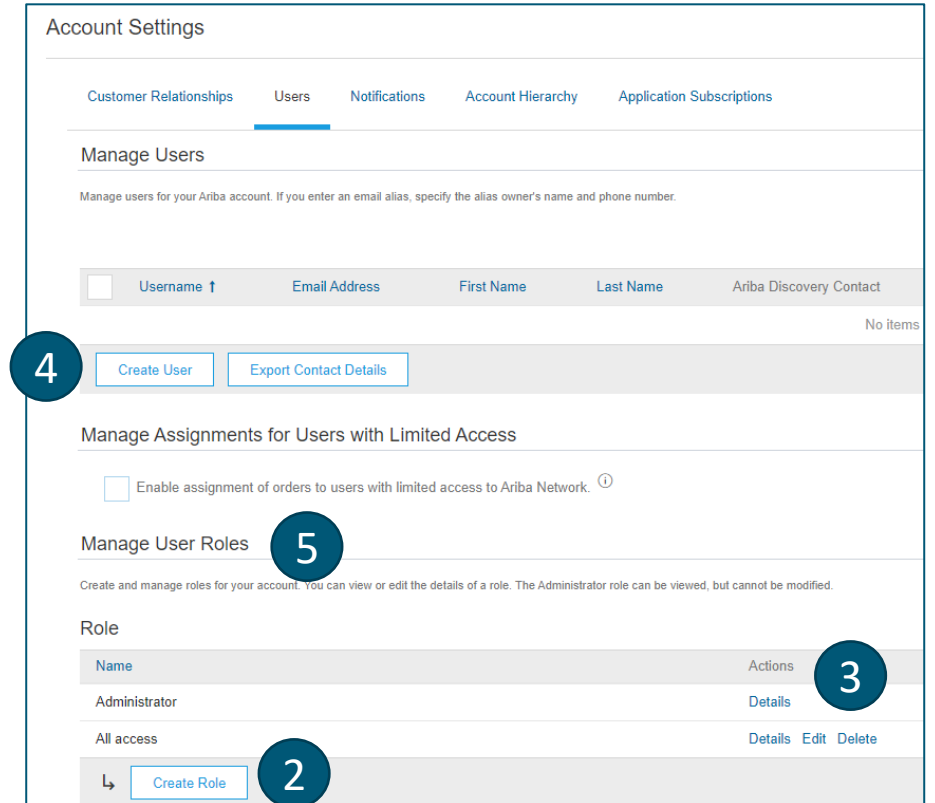 Account Settings
Customer Relationships Users Notifications Account Hierarchy Application Subscriptions
Manage Users
Manage users for your Ariba account. If you enter an email alias, specify the alias owner's name and phone number.
Username ↑ Email Address First Name Last Name Ariba Discovery Contact
No items
4 Create User Export Contact Details
Manage Assignments for Users with Limited Access
Enable assignment of orders to users with limited access to Ariba Network. i
Manage User Roles 5
Create and manage roles for your account. You can view or edit the details of a role. The Administrator role can be viewed, but cannot be modified.
Role
Name Actions 3
Administrator Details
All access Details Edit Delete
↳ Create Role 2